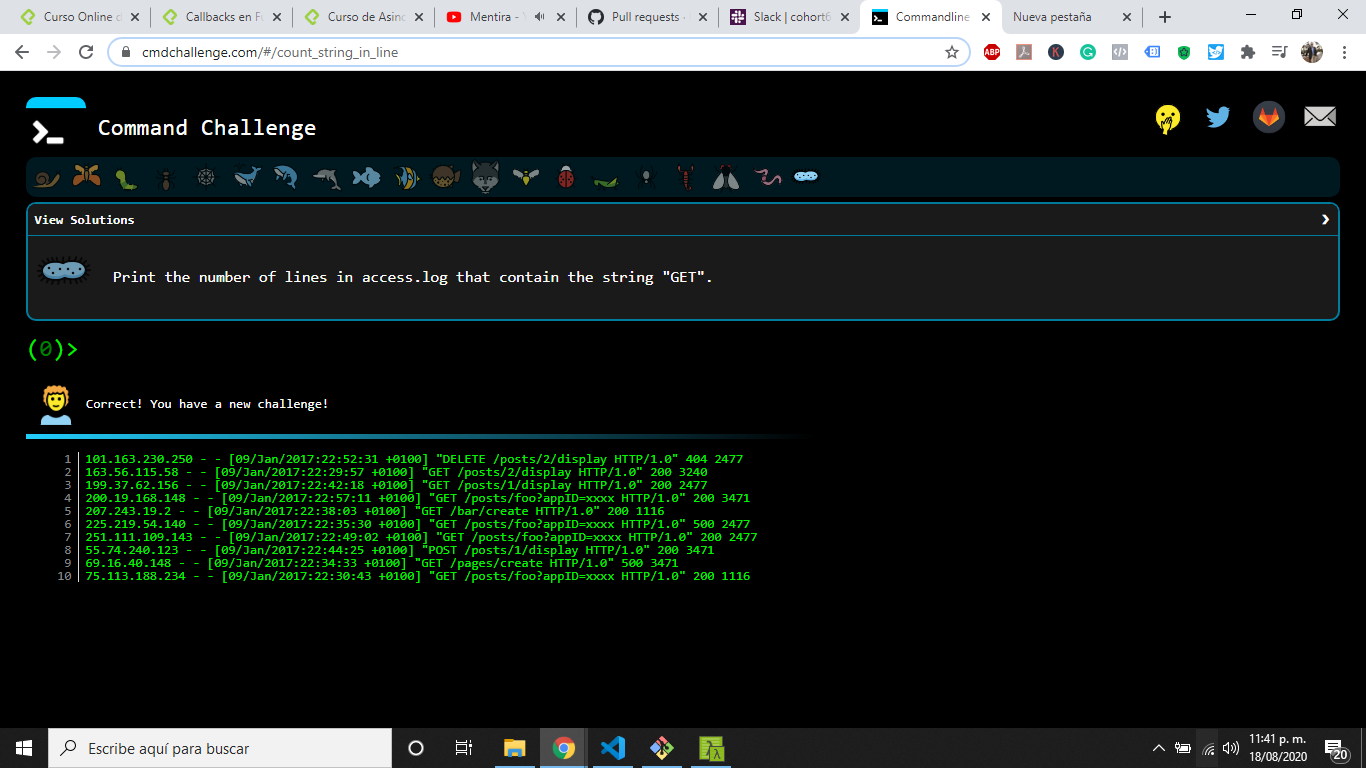 Curso Online d
Callbacks en Fu
Curso de Asinc
Mentira - Y
Pull requests ·
Slack | cohort6
Commandline
Nueva pestaña
cmdchallenge.com/#/count_string_in_line
ABP
Command Challenge
View Solutions
Print the number of lines in access.log that contain the string "GET".
(0)>
Correct! You have a new challenge!
1 101.163.230.250 - - [09/Jan/2017:22:52:31 +0100] "DELETE /posts/2/display HTTP/1.0" 404 2477
2 163.56.115.58 - - [09/Jan/2017:22:29:57 +0100] "GET /posts/2/display HTTP/1.0" 200 3240
3 199.37.62.156 - - [09/Jan/2017:22:42:18 +0100] "GET /posts/1/display HTTP/1.0" 200 2477
4 200.19.168.148 - - [09/Jan/2017:22:57:11 +0100] "GET /posts/foo?appID=xxxx HTTP/1.0" 200 3471
5 207.243.19.2 - - [09/Jan/2017:22:38:03 +0100] "GET /bar/create HTTP/1.0" 200 1116
6 225.219.54.140 - - [09/Jan/2017:22:35:30 +0100] "GET /posts/foo?appID=xxxx HTTP/1.0" 500 2477
7 251.111.109.143 - - [09/Jan/2017:22:49:02 +0100] "GET /posts/foo?appID=xxxx HTTP/1.0" 200 2477
8 55.74.240.123 - - [09/Jan/2017:22:44:25 +0100] "POST /posts/1/display HTTP/1.0" 200 3471
9 69.16.40.148 - - [09/Jan/2017:22:34:33 +0100] "GET /pages/create HTTP/1.0" 500 3471
10 75.113.188.234 - - [09/Jan/2017:22:30:43 +0100] "GET /posts/foo?appID=xxxx HTTP/1.0" 200 1116
Escribe aquí para buscar
11:41 p. m.
18/08/2020
20